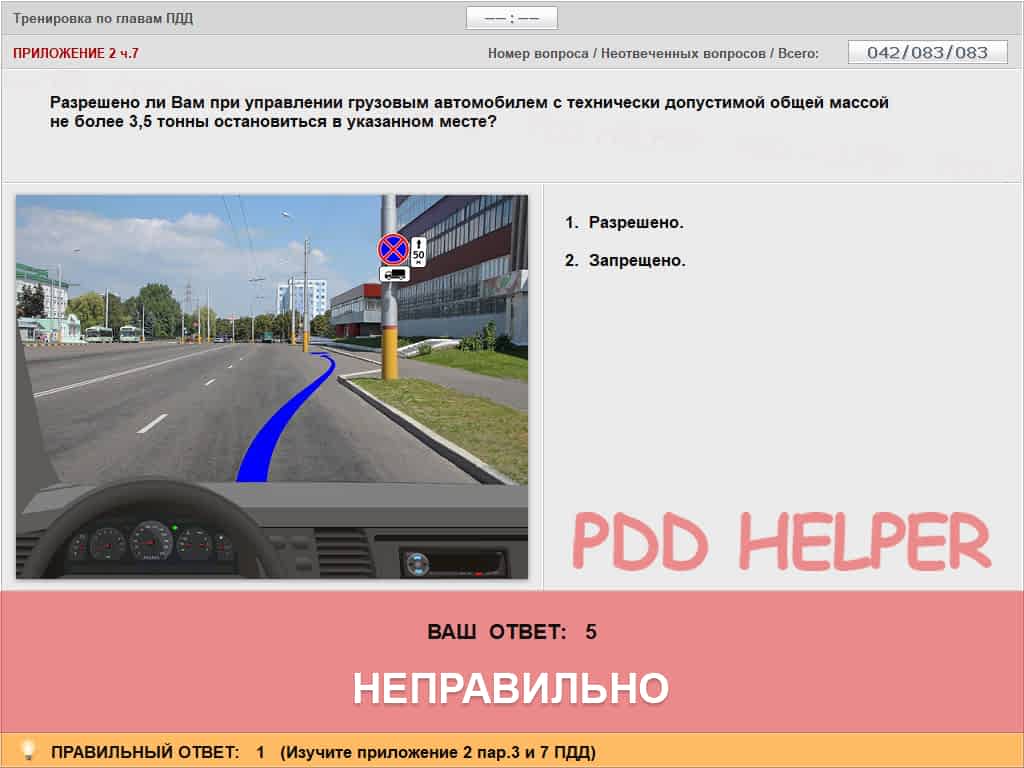 Тренировка по главам ПДД
–– : ––
ПРИЛОЖЕНИЕ 2 ч.7
Номер вопроса / Неотвеченных вопросов / Всего:
042/083/083
Разрешено ли Вам при управлении грузовым автомобилем с технически допустимой общей массой
не более 3,5 тонны остановиться в указанном месте?
50
м
1. Разрешено.
2. Запрещено.
PDD HELPER
ВАШ ОТВЕТ: 5
НЕПРАВИЛЬНО
ПРАВИЛЬНЫЙ ОТВЕТ: 1 (Изучите приложение 2 пар.3 и 7 ПДД)